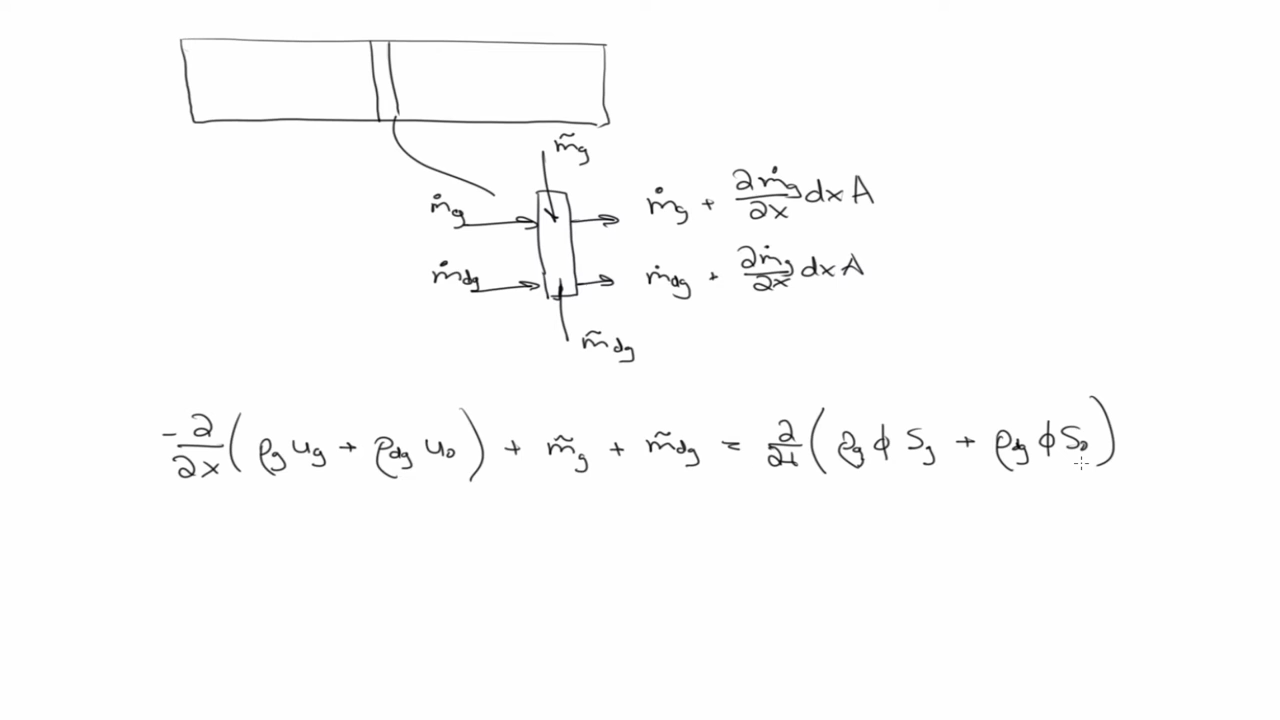 m̃g
ṁg
ṁg + ∂ṁg/∂x dx A
ṁdg
ṁdg + ∂ṁg/∂x dx A
m̃dg
-∂/∂x (ρg ug + ρdg uo) + m̃g + m̃dg = ∂/∂t (ρg ϕ Sg + ρdg ϕ So)